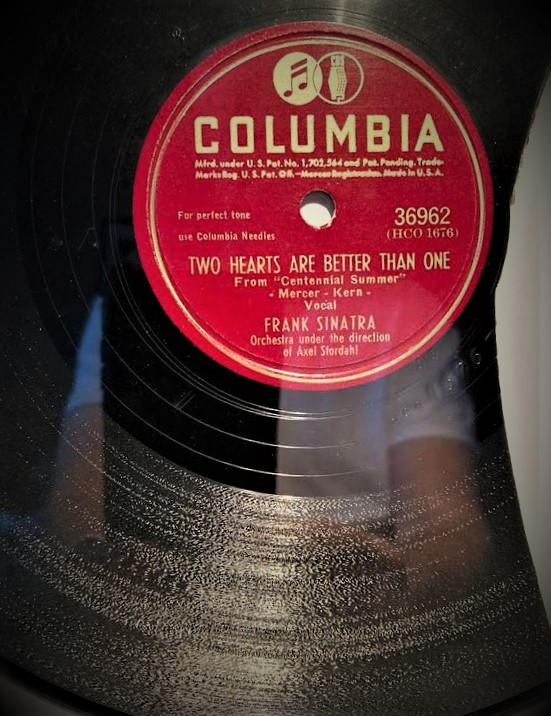 COLUMBIA
Mfrd. under U.S. Pat. No. 1,702,564 and Pat. Pending. Trade-
Marks Reg. U.S. Pat. Off.–Marcas Registradas. Made in U.S.A.
For perfect tone
use Columbia Needles
36962
(HCO 1676)
TWO HEARTS ARE BETTER THAN ONE
From "Centennial Summer"
- Mercer - Kern -
Vocal
FRANK SINATRA
Orchestra under the direction
of Axel Stordahl